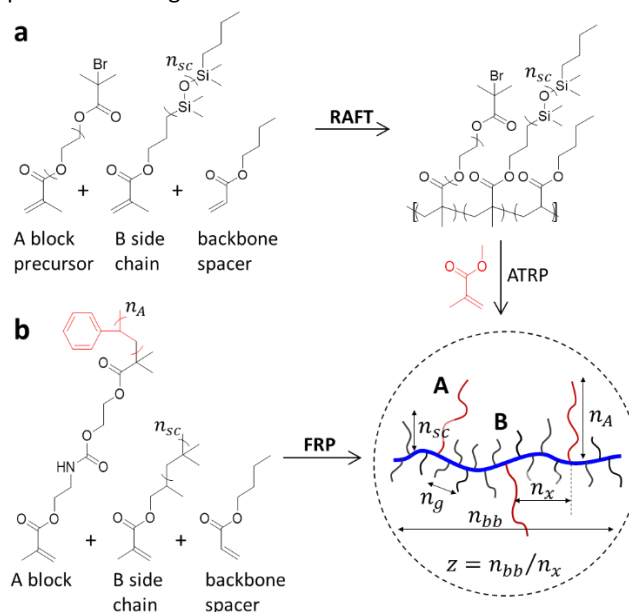 a
Br
O
O
O
O
n_sc
Si
O
Si
O
O
O
O
+
+
A block precursor
B side chain
backbone spacer
RAFT
n_sc
Si
O
Si
Br
O
O
O
O
O
O
O
O
O
O
ATRP
b
n_A
O
O
O
O
NH
O
O
n_sc
O
O
O
O
+
+
A block
B side chain
backbone spacer
FRP
A
B
n_sc
n_A
n_g
n_x
n_bb
z = n_bb/n_x